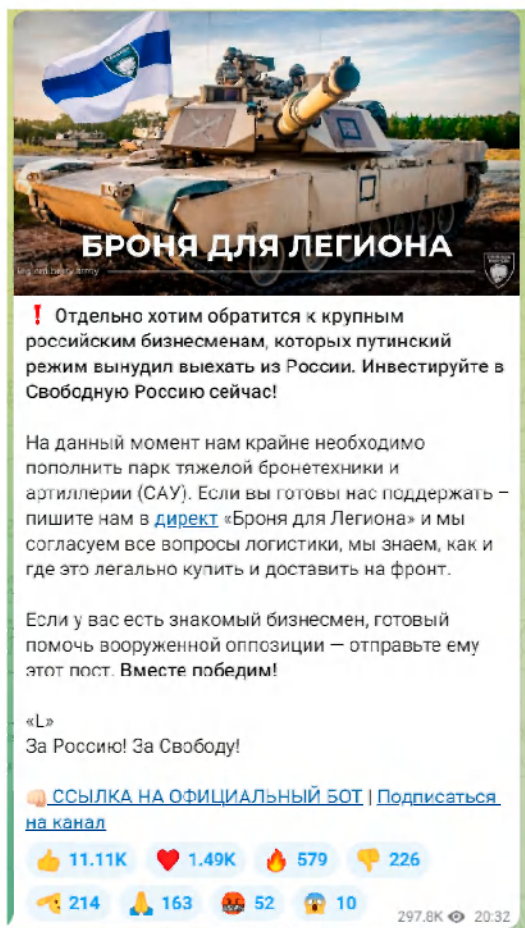 БРОНЯ ДЛЯ ЛЕГИОНА
❗ Отдельно хотим обратится к крупным
российским бизнесменам, которых путинский
режим вынудил выехать из России. Инвестируйте в
Свободную Россию сейчас!
На данный момент нам крайне необходимо
пополнить парк тяжелой бронетехники и
артиллерии (САУ). Если вы готовы нас поддержать –
пишите нам в директ «Броня для Легиона» и мы
согласуем все вопросы логистики, мы знаем, как и
где это легально купить и доставить на фронт.
Если у вас есть знакомый бизнесмен, готовый
помочь вооруженной оппозиции — отправьте ему
этот пост. Вместе победим!
«L»
За Россию! За Свободу!
👊🏻 ССЫЛКА НА ОФИЦИАЛЬНЫЙ БОТ | Подписаться
на канал
👍 11.11K ❤ 1.49K 🔥 579 👎 226
🫡 214 🙏 163 🤬 52 😱 10
297.8K 20:32